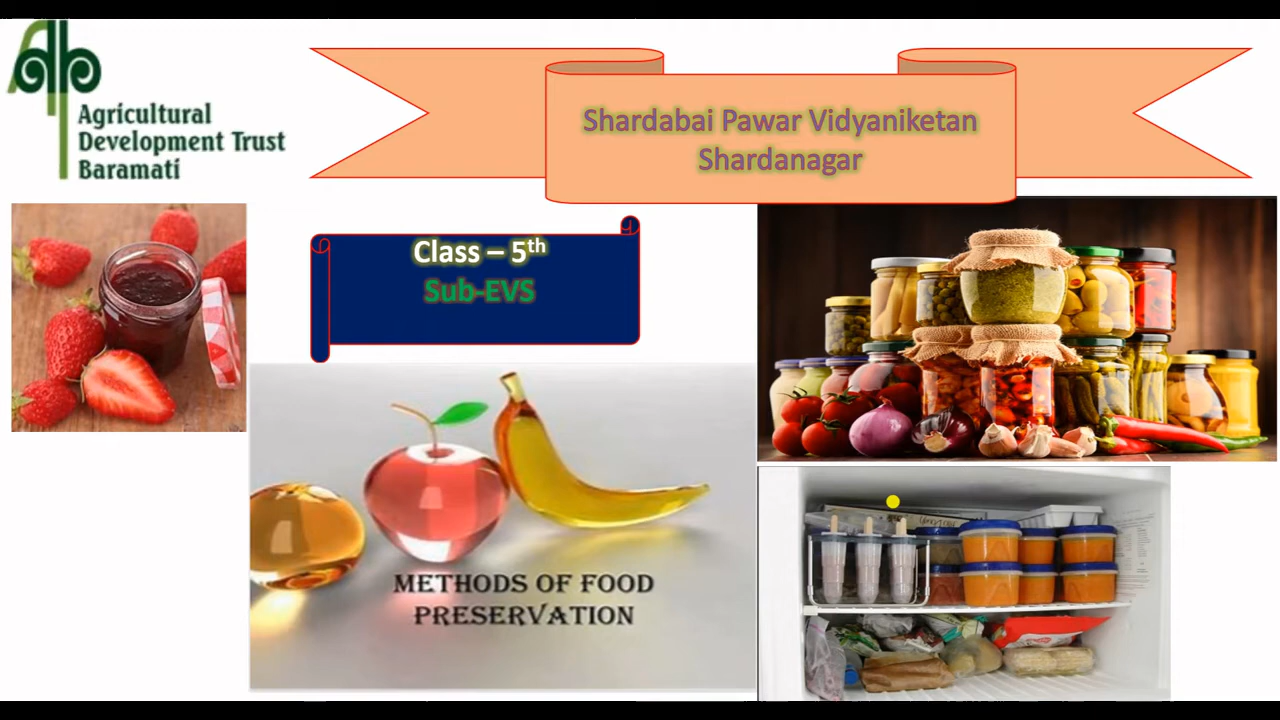 Agricultural
Development Trust
Baramati
Shardabai Pawar Vidyaniketan
Shardanagar
Class – 5th
Sub-EVS
METHODS OF FOOD
PRESERVATION